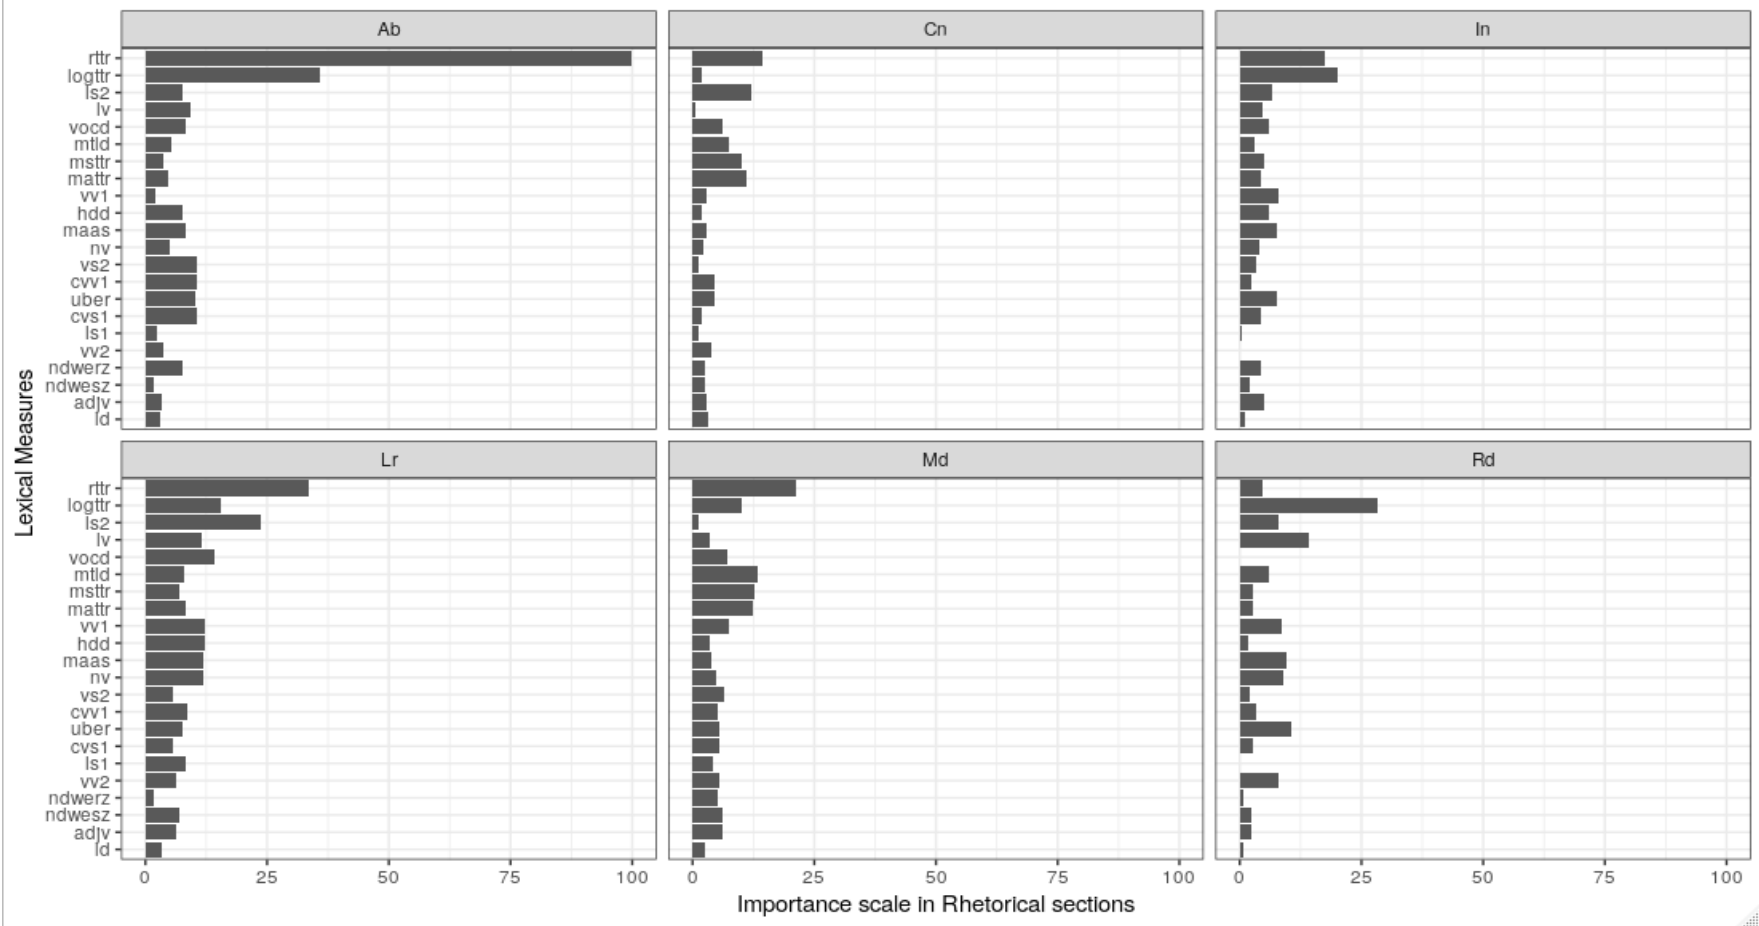 Ab
Cn
In
rttr
logttr
ls2
lv
vocd
mtld
msttr
mattr
vv1
hdd
maas
nv
vs2
cvv1
uber
cvs1
ls1
vv2
ndwerz
ndwesz
adjv
ld
Lexical Measures
Lr
Md
Rd
rttr
logttr
ls2
lv
vocd
mtld
msttr
mattr
vv1
hdd
maas
nv
vs2
cvv1
uber
cvs1
ls1
vv2
ndwerz
ndwesz
adjv
ld
0 25 50 75 100 0 25 50 75 100 0 25 50 75 100
Importance scale in Rhetorical sections